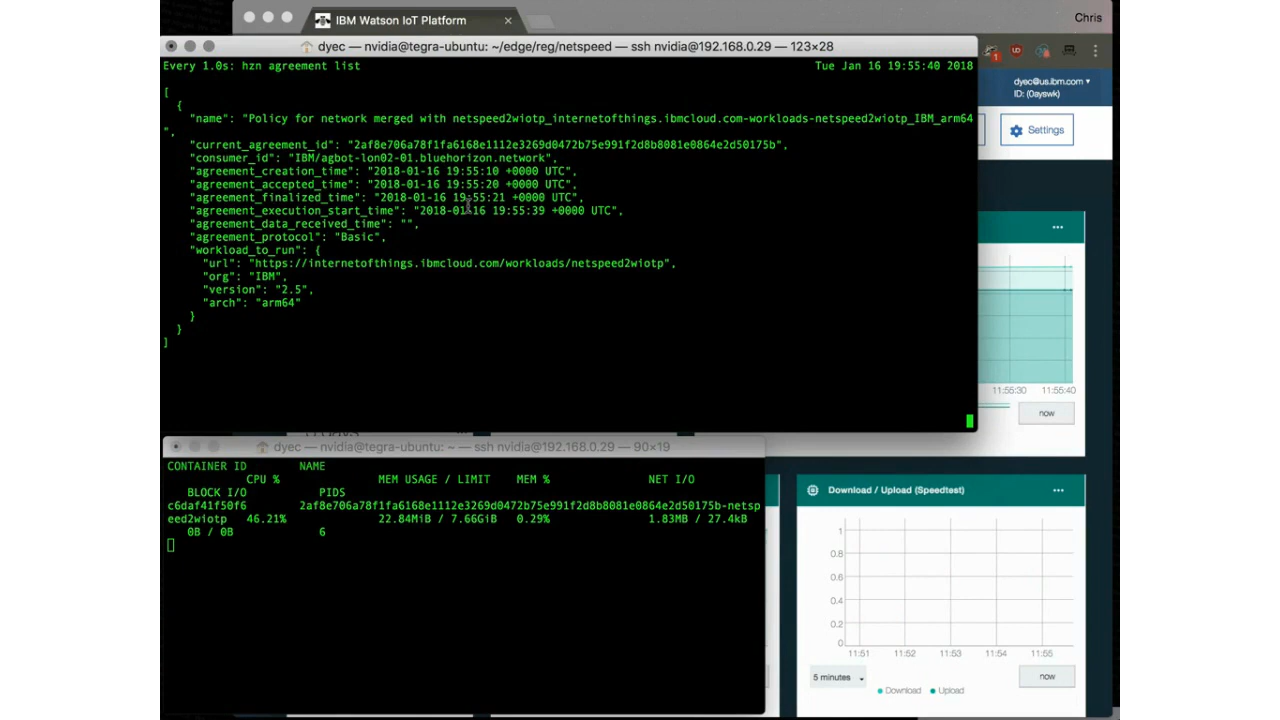 IBM Watson IoT Platform
Chris
dyec — nvidia@tegra-ubuntu: ~/edge/reg/netspeed — ssh nvidia@192.168.0.29 — 123×28
Every 1.0s: hzn agreement list Tue Jan 16 19:55:40 2018
[
{
"name": "Policy for network merged with netspeed2wiotp_internetofthings.ibmcloud.com-workloads-netspeed2wiotp_IBM_arm64
",
"current_agreement_id": "2af8e706a78f1fa6168e1112e3269d0472b75e991f2d8b8081e0864e2d50175b",
"consumer_id": "IBM/agbot-lon02-01.bluehorizon.network",
"agreement_creation_time": "2018-01-16 19:55:10 +0000 UTC",
"agreement_accepted_time": "2018-01-16 19:55:20 +0000 UTC",
"agreement_finalized_time": "2018-01-16 19:55:21 +0000 UTC",
"agreement_execution_start_time": "2018-01-16 19:55:39 +0000 UTC",
"agreement_data_received_time": "",
"agreement_protocol": "Basic",
"workload_to_run": {
"url": "https://internetofthings.ibmcloud.com/workloads/netspeed2wiotp",
"org": "IBM",
"version": "2.5",
"arch": "arm64"
}
}
]
1
dyec@us.ibm.com
ID: (0ayswk)
Settings
11:55:30 11:55:40
now
dyec — nvidia@tegra-ubuntu: ~ — ssh nvidia@192.168.0.29 — 90×19
CONTAINER ID NAME
CPU % MEM USAGE / LIMIT MEM % NET I/O
BLOCK I/O PIDS
c6daf41f50f6 2af8e706a78f1fa6168e1112e3269d0472b75e991f2d8b8081e0864e2d50175b-netsp
eed2wiotp 46.21% 22.84MiB / 7.66GiB 0.29% 1.83MB / 27.4kB
0B / 0B 6
Download / Upload (Speedtest)
1
0.8
0.6
0.4
0.2
0
11:51 11:52 11:53 11:54 11:55
5 minutes
now
Download Upload